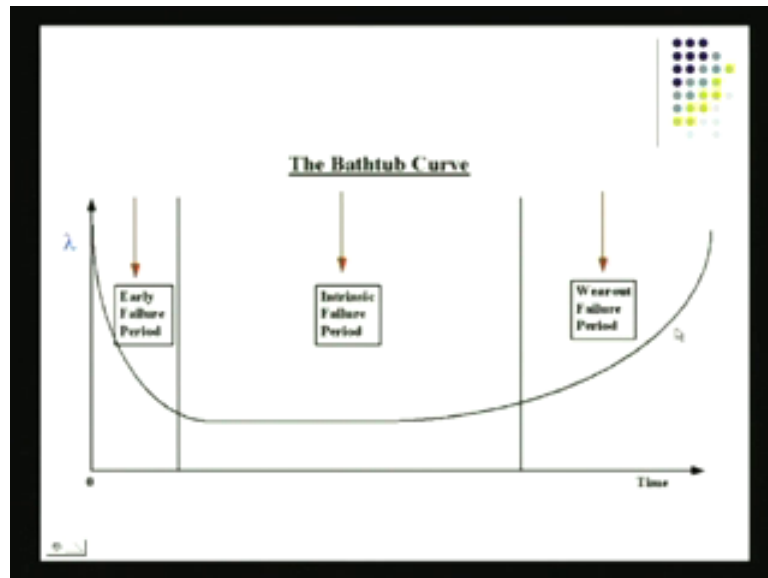 The Bathtub Curve
λ
Early
Failure
Period
Intrinsic
Failure
Period
Wearout
Failure
Period
0
Time